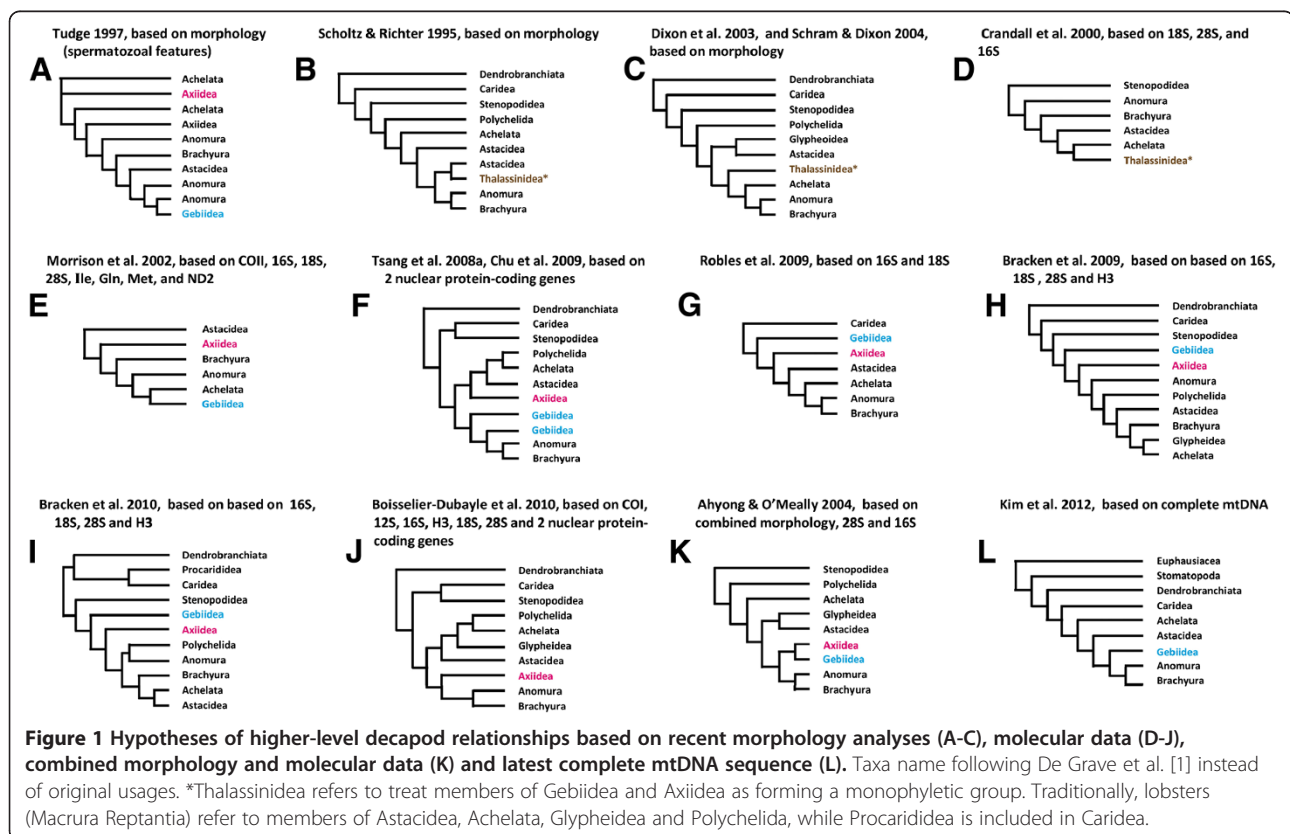 Tudge 1997, based on morphology
(spermatozoal features)
A
Achelata
Axiidea
Achelata
Axiidea
Anomura
Brachyura
Astacidea
Anomura
Anomura
Gebiidea
Scholtz & Richter 1995, based on morphology
B
Dendrobranchiata
Caridea
Stenopodidea
Polychelida
Achelata
Astacidea
Astacidea
Thalassinidea*
Anomura
Brachyura
Dixon et al. 2003, and Schram & Dixon 2004,
based on morphology
C
Dendrobranchiata
Caridea
Stenopodidea
Polychelida
Glypheoidea
Astacidea
Thalassinidea*
Achelata
Anomura
Brachyura
Crandall et al. 2000, based on 18S, 28S, and
16S
D
Stenopodidea
Anomura
Brachyura
Astacidea
Achelata
Thalassinidea*
Morrison et al. 2002, based on COII, 16S, 18S,
28S, Ile, Gln, Met, and ND2
E
Astacidea
Axiidea
Brachyura
Anomura
Achelata
Gebiidea
Tsang et al. 2008a, Chu et al. 2009, based on
2 nuclear protein-coding genes
F
Dendrobranchiata
Caridea
Stenopodidea
Polychelida
Achelata
Astacidea
Axiidea
Gebiidea
Gebiidea
Anomura
Brachyura
Robles et al. 2009, based on 16S and 18S
G
Caridea
Gebiidea
Axiidea
Astacidea
Achelata
Anomura
Brachyura
Bracken et al. 2009, based on based on 16S,
18S , 28S and H3
H
Dendrobranchiata
Caridea
Stenopodidea
Gebiidea
Axiidea
Anomura
Polychelida
Astacidea
Brachyura
Glypheidea
Achelata
Bracken et al. 2010, based on based on 16S,
18S, 28S and H3
I
Dendrobranchiata
Procarididea
Caridea
Stenopodidea
Gebiidea
Axiidea
Polychelida
Anomura
Brachyura
Achelata
Astacidea
Boisselier-Dubayle et al. 2010, based on COI,
12S, 16S, H3, 18S, 28S and 2 nuclear protein-
coding genes
J
Dendrobranchiata
Caridea
Stenopodidea
Polychelida
Achelata
Glypheidea
Astacidea
Axiidea
Anomura
Brachyura
Ahyong & O'Meally 2004, based on
combined morphology, 28S and 16S
K
Stenopodidea
Polychelida
Achelata
Glypheidea
Astacidea
Axiidea
Gebiidea
Anomura
Brachyura
Kim et al. 2012, based on complete mtDNA
L
Euphausiacea
Stomatopoda
Dendrobranchiata
Caridea
Achelata
Astacidea
Gebiidea
Anomura
Brachyura
Figure 1 Hypotheses of higher-level decapod relationships based on recent morphology analyses (A-C), molecular data (D-J),
combined morphology and molecular data (K) and latest complete mtDNA sequence (L). Taxa name following De Grave et al. [1] instead
of original usages. *Thalassinidea refers to treat members of Gebiidea and Axiidea as forming a monophyletic group. Traditionally, lobsters
(Macrura Reptantia) refer to members of Astacidea, Achelata, Glypheidea and Polychelida, while Procarididea is included in Caridea.